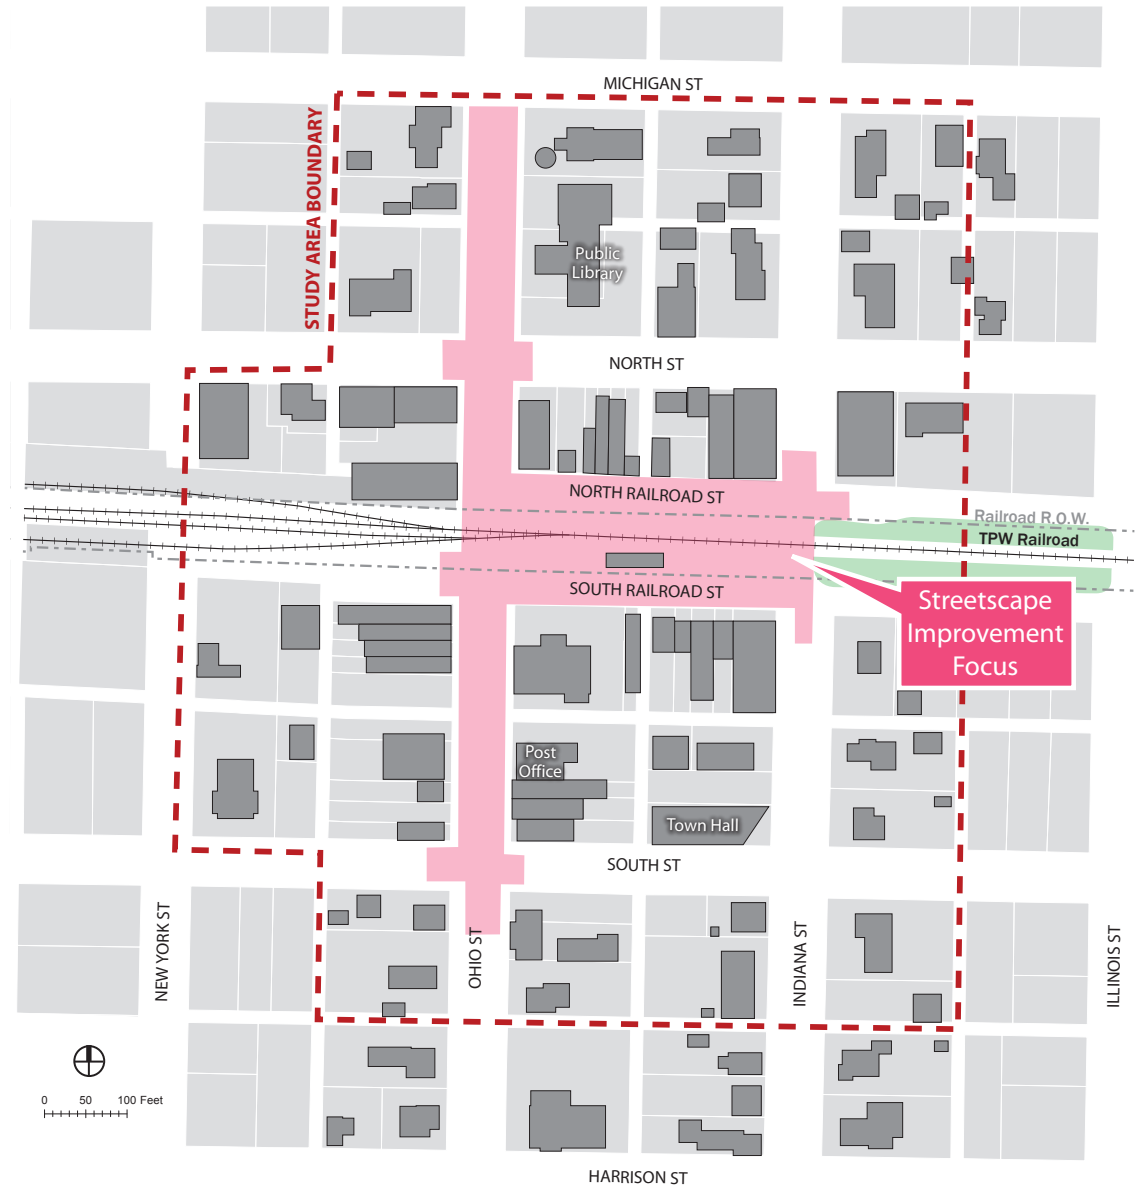 MICHIGAN ST
STUDY AREA BOUNDARY
Public
Library
NORTH ST
NORTH RAILROAD ST
Railroad R.O.W.
TPW Railroad
SOUTH RAILROAD ST
Streetscape
Improvement
Focus
Post
Office
Town Hall
SOUTH ST
NEW YORK ST
OHIO ST
INDIANA ST
ILLINOIS ST
0 50 100 Feet
HARRISON ST